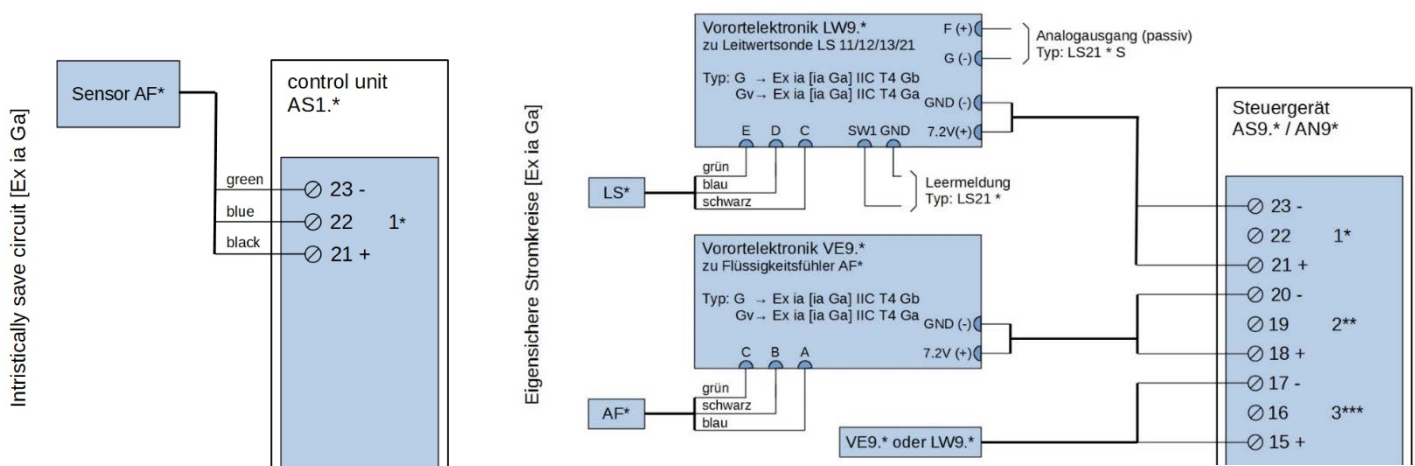 Intristically save circuit [Ex ia Ga]
Sensor AF*
control unit
AS1.*
green
23 -
blue
22 1*
black
21 +
Eigensichere Stromkreise [Ex ia Ga]
Vorortelektronik LW9.*
zu Leitwertsonde LS 11/12/13/21
Typ: G → Ex ia [ia Ga] IIC T4 Gb
Gv→ Ex ia [ia Ga] IIC T4 Ga
F (+)
G (-)
GND (-)
7.2V(+)
E D C SW1 GND
Analogausgang (passiv)
Typ: LS21 * S
LS*
grün
blau
schwarz
Leermeldung
Typ: LS21 *
Vorortelektronik VE9.*
zu Flüssigkeitsfühler AF*
Typ: G → Ex ia [ia Ga] IIC T4 Gb
Gv→ Ex ia [ia Ga] IIC T4 Ga
GND (-)
7.2V (+)
C B A
AF*
grün
schwarz
blau
VE9.* oder LW9.*
Steuergerät
AS9.* / AN9*
23 -
22 1*
21 +
20 -
19 2**
18 +
17 -
16 3***
15 +